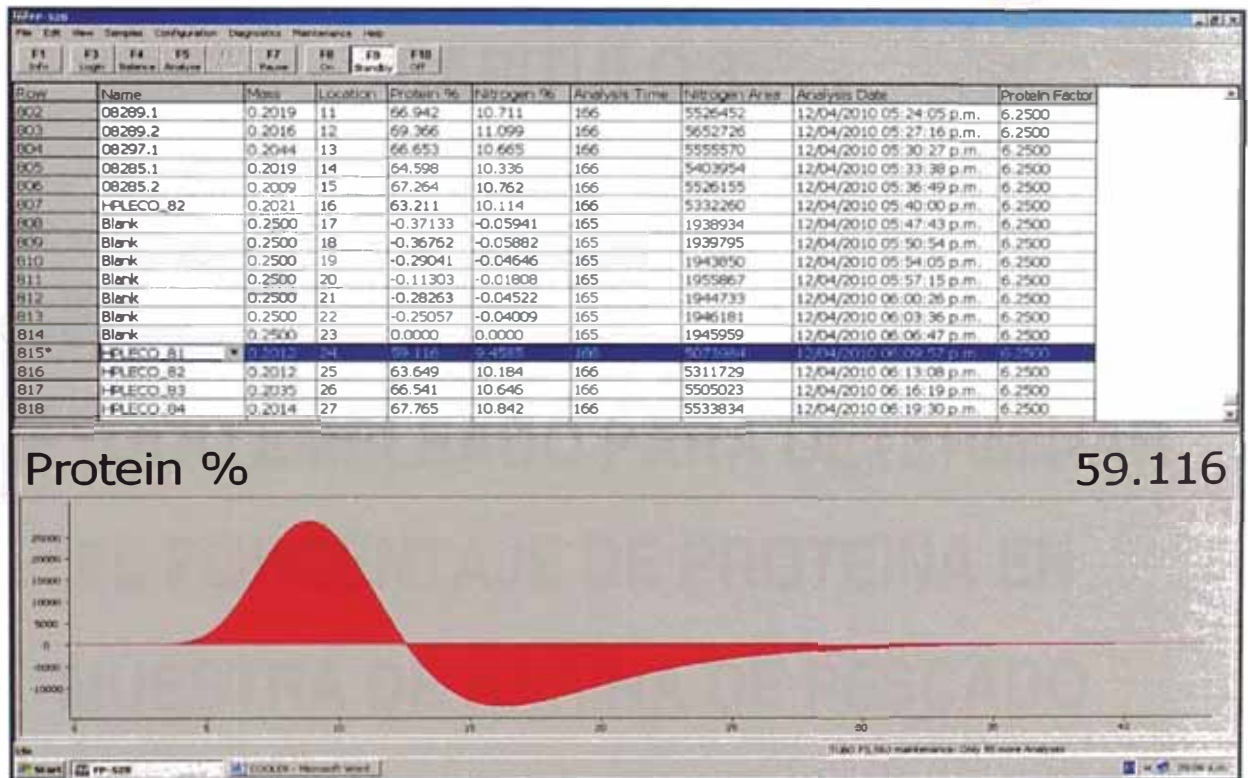 FP-528
File Edit View Samples Configuration Diagnostics Maintenance Help
F1 F3 F4 F5 F7 F8 F9 F10
Info Login Balance Analyze Pause On Standby Off
Row Name Mass Location Protein % Nitrogen % Analysis Time Nitrogen Area Analysis Date Protein Factor
802 08289.1 0.2019 11 66.942 10.711 166 5526452 12/04/2010 05:24:05 p.m. 6.2500
803 08289.2 0.2016 12 69.366 11.099 166 5652726 12/04/2010 05:27:16 p.m. 6.2500
804 08297.1 0.2044 13 66.653 10.665 166 5555570 12/04/2010 05:30:27 p.m. 6.2500
805 08285.1 0.2019 14 64.598 10.336 166 5403954 12/04/2010 05:33:38 p.m. 6.2500
806 08285.2 0.2009 15 67.264 10.762 166 5526155 12/04/2010 05:36:49 p.m. 6.2500
807 HPLECO_82 0.2021 16 63.211 10.114 166 5332260 12/04/2010 05:40:00 p.m. 6.2500
808 Blank 0.2500 17 -0.37133 -0.05941 165 1938934 12/04/2010 05:47:43 p.m. 6.2500
809 Blank 0.2500 18 -0.36762 -0.05882 165 1939795 12/04/2010 05:50:54 p.m. 6.2500
810 Blank 0.2500 19 -0.29041 -0.04646 165 1943850 12/04/2010 05:54:05 p.m. 6.2500
811 Blank 0.2500 20 -0.11303 -0.01808 165 1955867 12/04/2010 05:57:15 p.m. 6.2500
812 Blank 0.2500 21 -0.28263 -0.04522 165 1944733 12/04/2010 06:00:26 p.m. 6.2500
813 Blank 0.2500 22 -0.25057 -0.04009 165 1946181 12/04/2010 06:03:36 p.m. 6.2500
814 Blank 0.2500 23 0.0000 0.0000 165 1945959 12/04/2010 06:06:47 p.m. 6.2500
815* HPLECO_81 0.2012 24 59.116 9.4585 166 5073984 12/04/2010 06:09:57 p.m. 6.2500
816 HPLECO_82 0.2012 25 63.649 10.184 166 5311729 12/04/2010 06:13:08 p.m. 6.2500
817 HPLECO_83 0.2035 26 66.541 10.646 166 5505023 12/04/2010 06:16:19 p.m. 6.2500
818 HPLECO_84 0.2014 27 67.765 10.842 166 5533834 12/04/2010 06:19:30 p.m. 6.2500
Protein % 59.116
25000
20000
15000
10000
5000
0
-5000
-10000
0 5 10 15 20 25 30 35 40
Idle
Start FP-528 COOLER - Microsoft Word